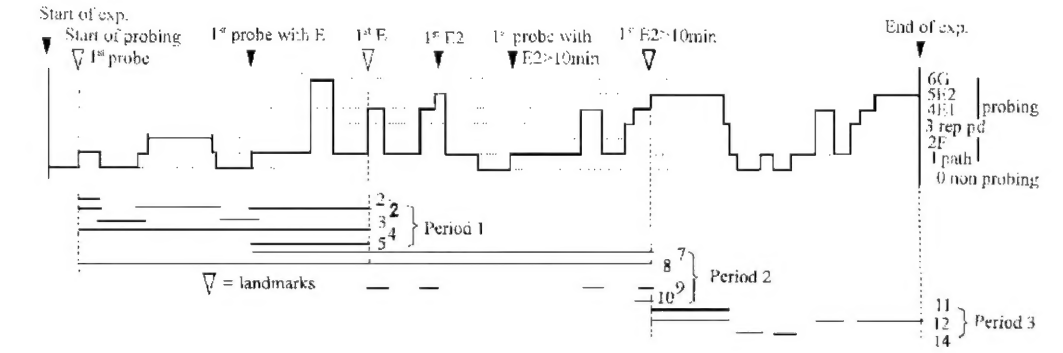 Start of exp.
Start of probing
1st probe
1st probe with E
1st E
1st E2
1st probe with
E2>10min
1st E2>10min
End of exp.
6G
5E2
4E1
3 rep pd
2F
1 path
0 non probing
probing
2
2
3
4
5
Period 1
7
8
9
10
Period 2
11
12
14
Period 3
= landmarks